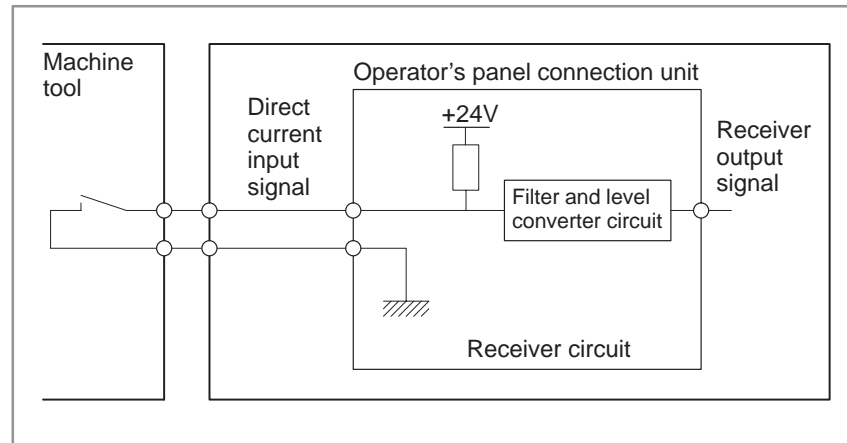 Machine
tool
Operator's panel connection unit
Direct
current
input
signal
+24V
Receiver
output
signal
Filter and level
converter circuit
Receiver circuit